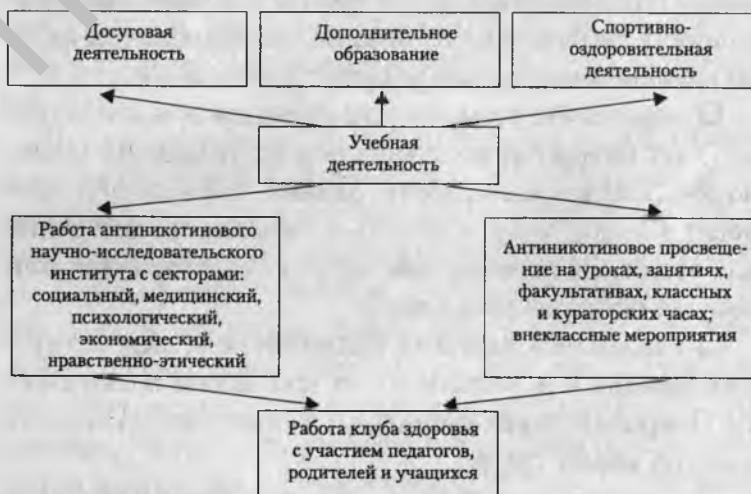 Досуговая
деятельность
Дополнительное
образование
Спортивно-
оздоровительная
деятельность
Учебная
деятельность
Работа антиникотинового
научно-исследовательского
института с секторами:
социальный, медицинский,
психологический,
экономический,
нравственно-этический
Антиникотиновое просвеще-
ние на уроках, занятиях,
факультативах, классных
и кураторских часах;
внеклассные мероприятия
Работа клуба здоровья
с участием педагогов,
родителей и учащихся